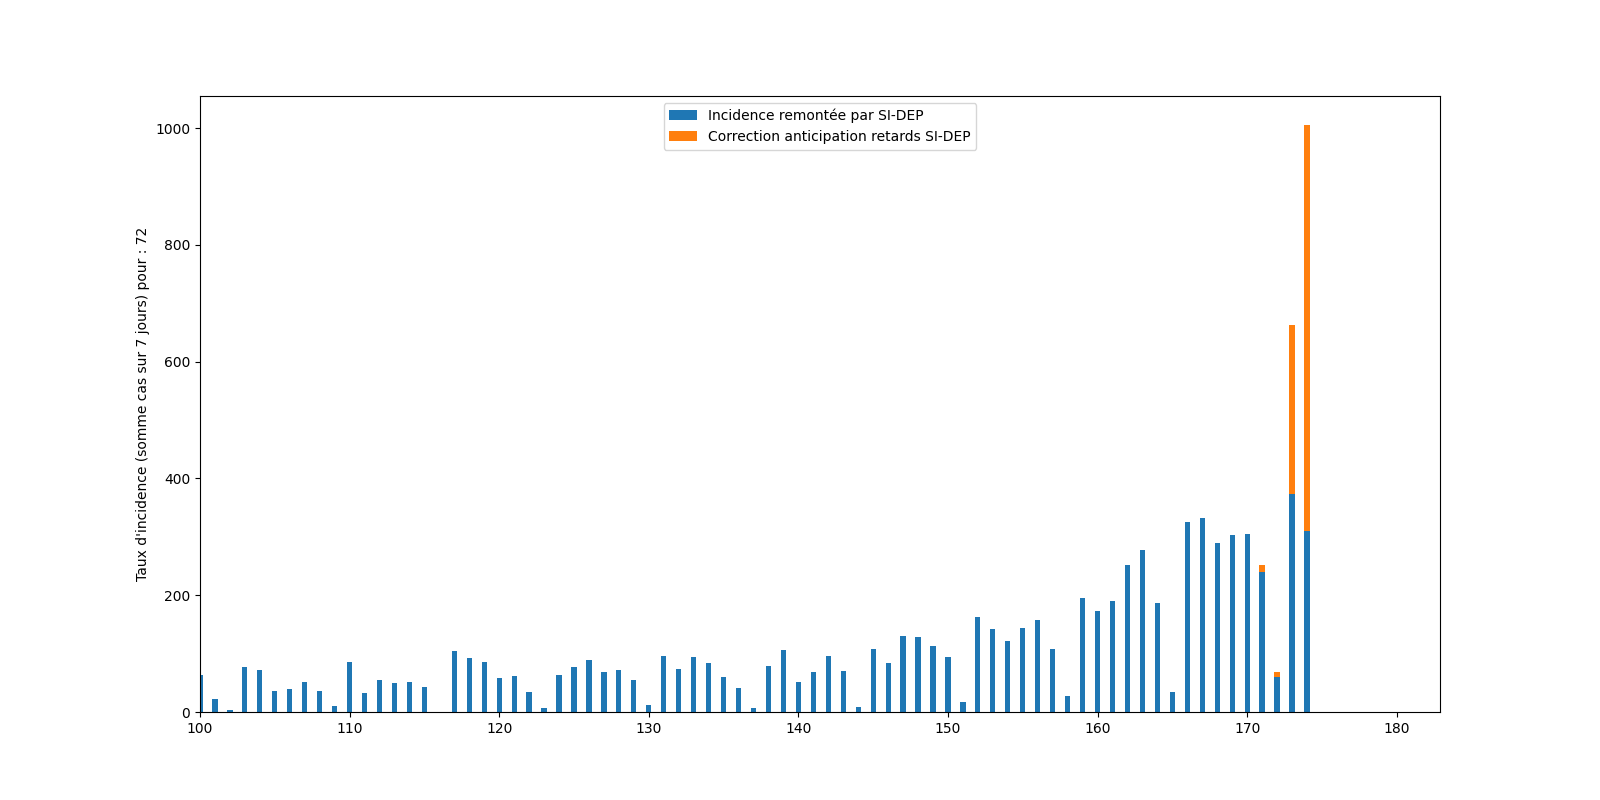 Incidence remontée par SI-DEP
Correction anticipation retards SI-DEP
Taux d'incidence (somme cas sur 7 jours) pour : 72
1000
800
600
400
200
0
100 110 120 130 140 150 160 170 180